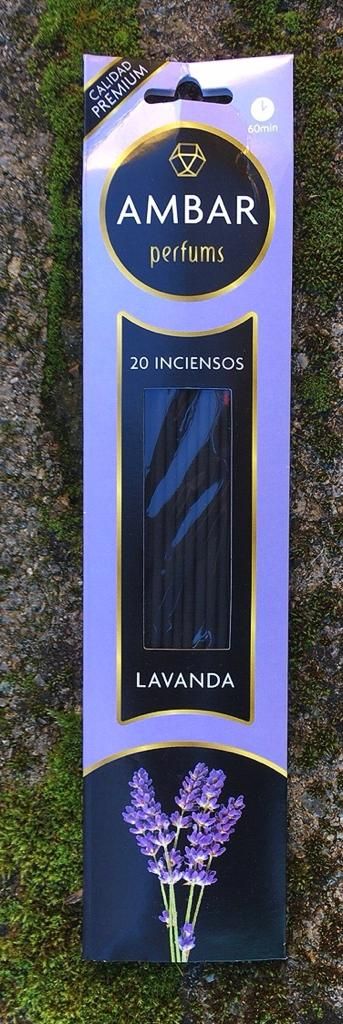 CALIDAD
PREMIUM
60min
AMBAR
perfums
20 INCIENSOS
LAVANDA